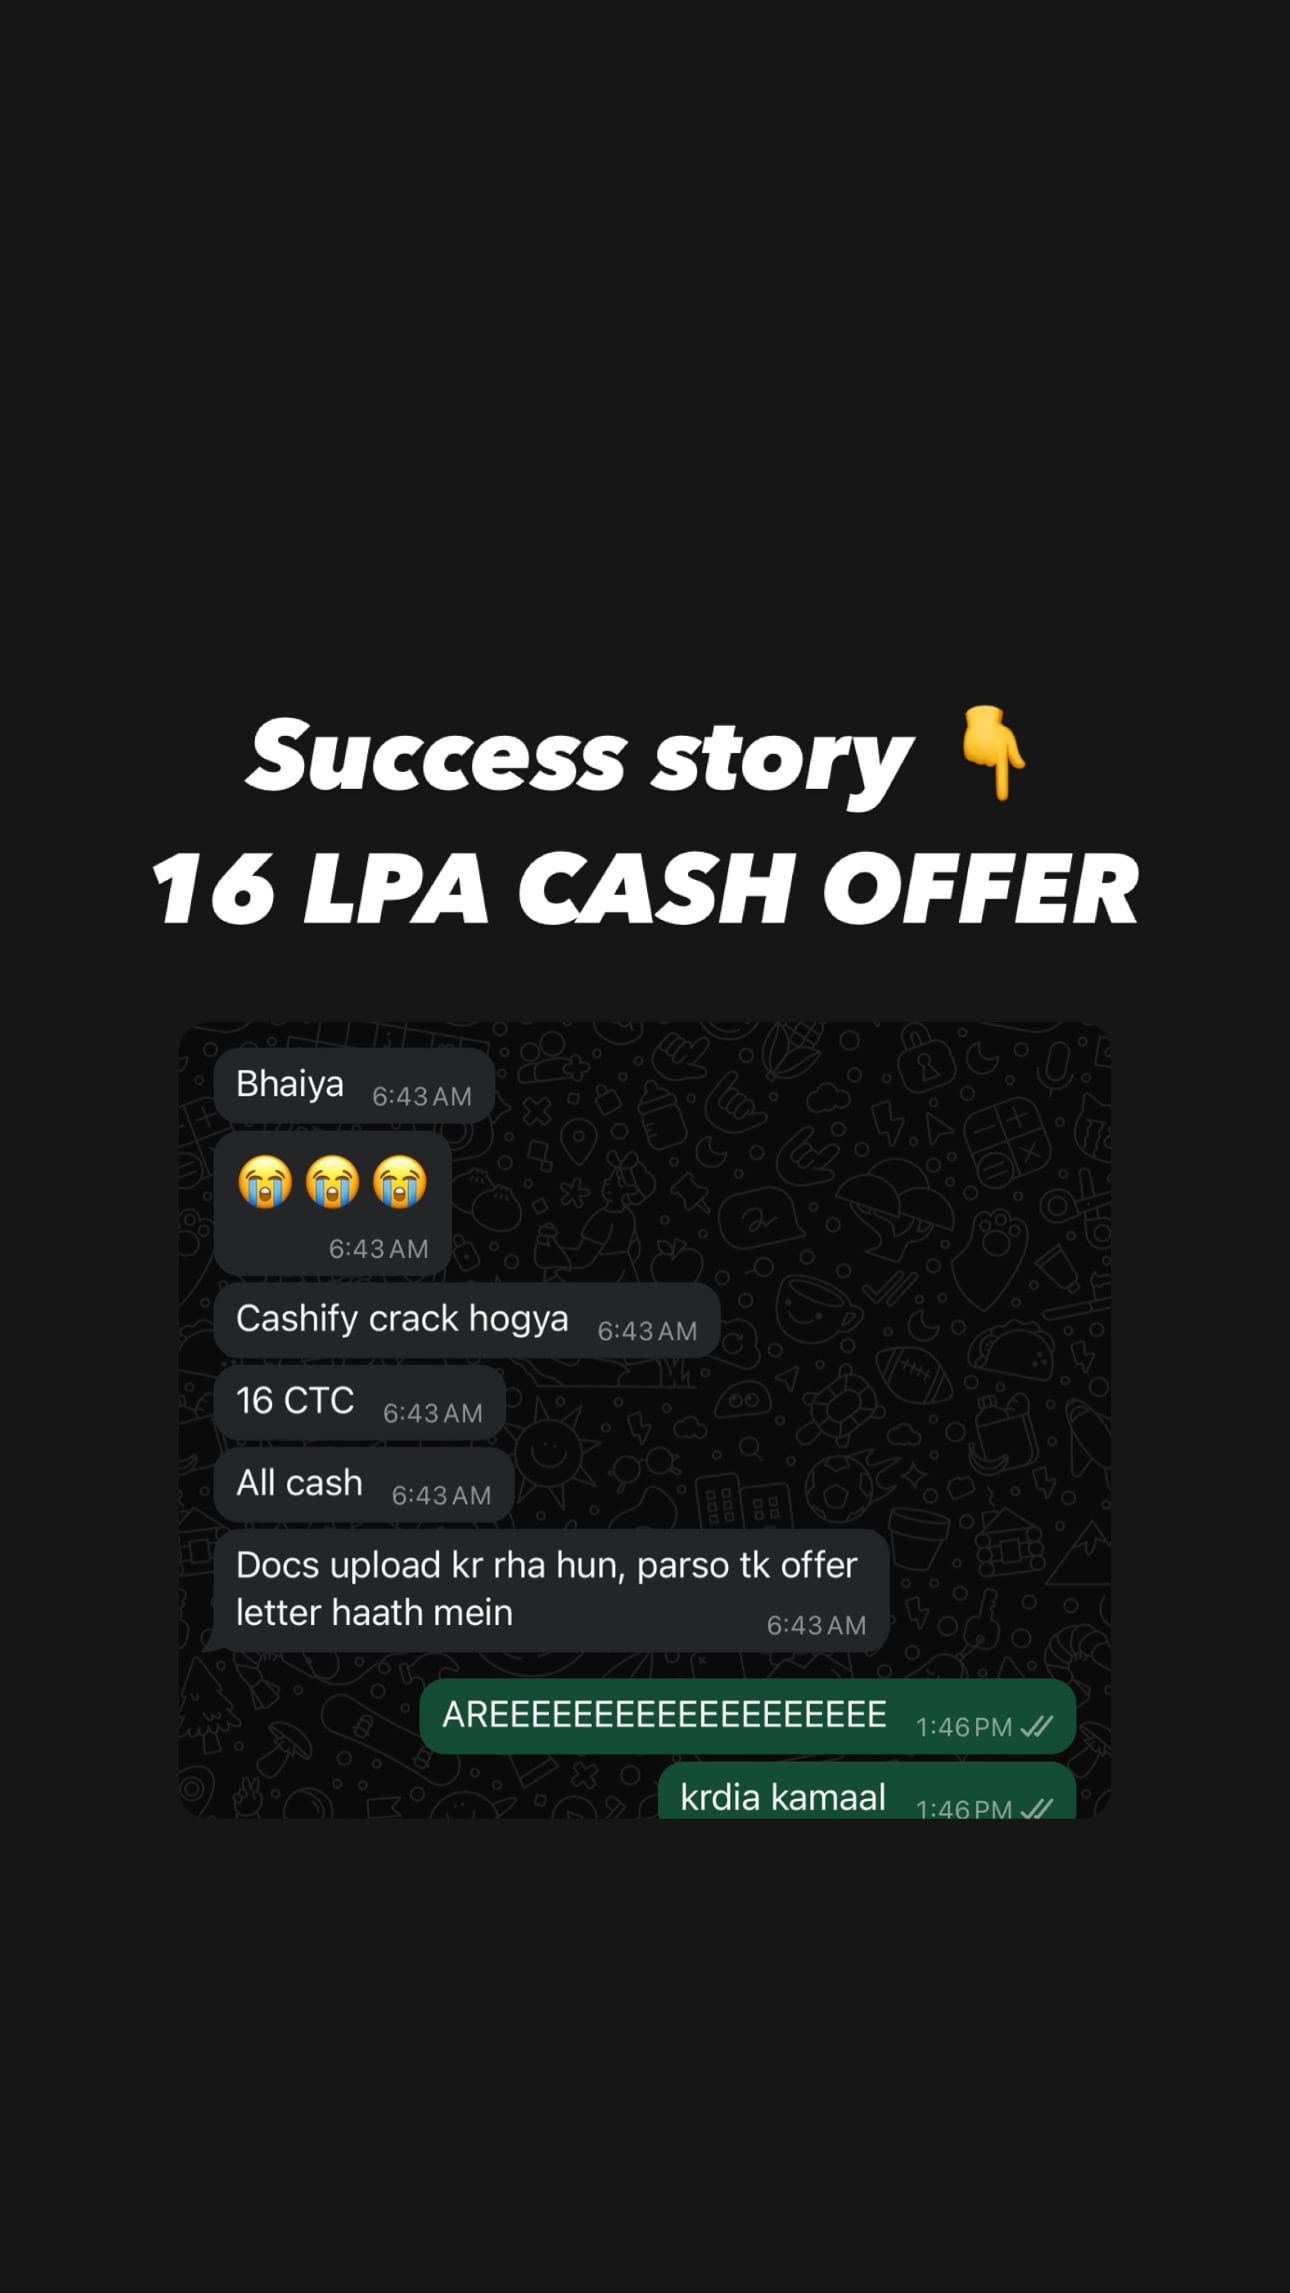 Success story 👇
16 LPA CASH OFFER
Bhaiya 6:43 AM
😭😭😭
6:43 AM
Cashify crack hogya 6:43 AM
16 CTC 6:43 AM
All cash 6:43 AM
Docs upload kr rha hun, parso tk offer
letter haath mein 6:43 AM
AREEEEEEEEEEEEEEEEEEE 1:46 PM
krdia kamaal 1:46 PM